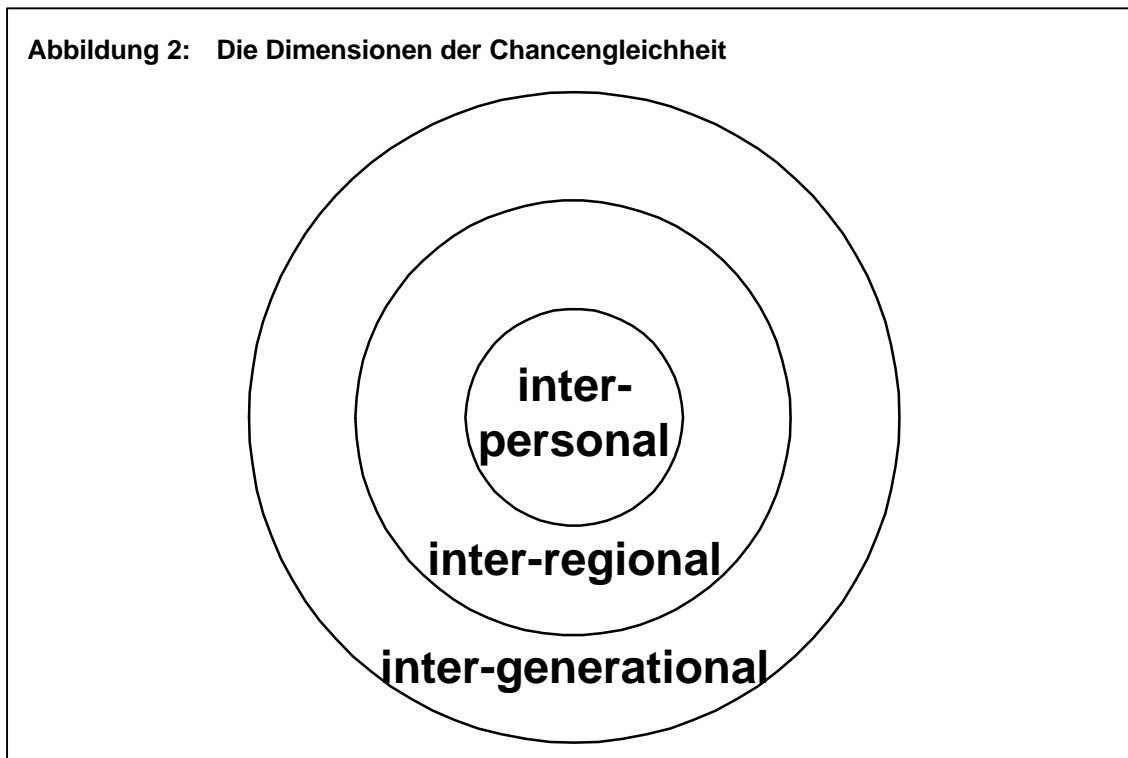 Abbildung 2: Die Dimensionen der Chancengleichheit
inter-
personal
inter-regional
inter-generational